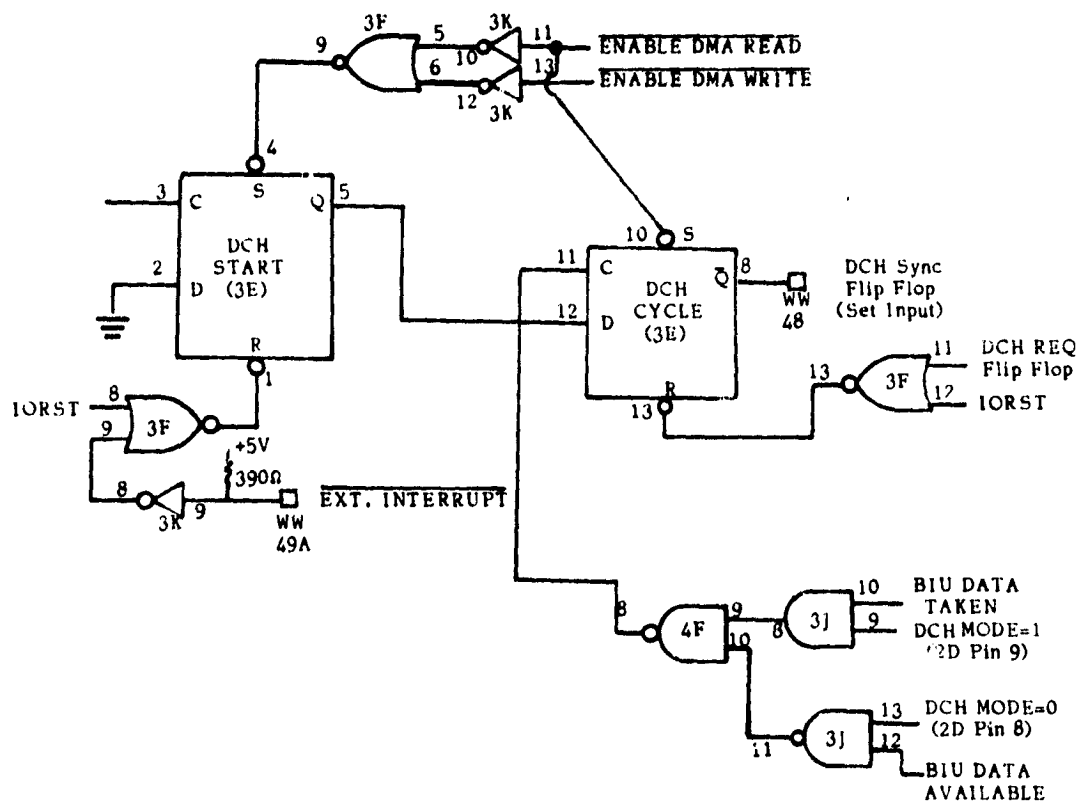 3F
9
5
10
3K
11
ENABLE DMA READ
6
12
3K
13
ENABLE DMA WRITE
4
S
3
C
Q
5
DCH
START
(3E)
2
D
R
1
10
S
11
C
Q
8
DCH
CYCLE
(3E)
12
D
R
13
WW
48
DCH Sync
Flip Flop
(Set Input)
13
3F
11
DCH REQ
Flip Flop
12
IORST
IORST
8
9
3F
+5V
390Ω
8
3K
9
WW
49A
EXT. INTERRUPT
8
4F
9
10
8
3J
10
BIU DATA
TAKEN
9
DCH MODE=1
(2D Pin 9)
11
3J
13
DCH MODE=0
(2D Pin 8)
12
BIU DATA
AVAILABLE